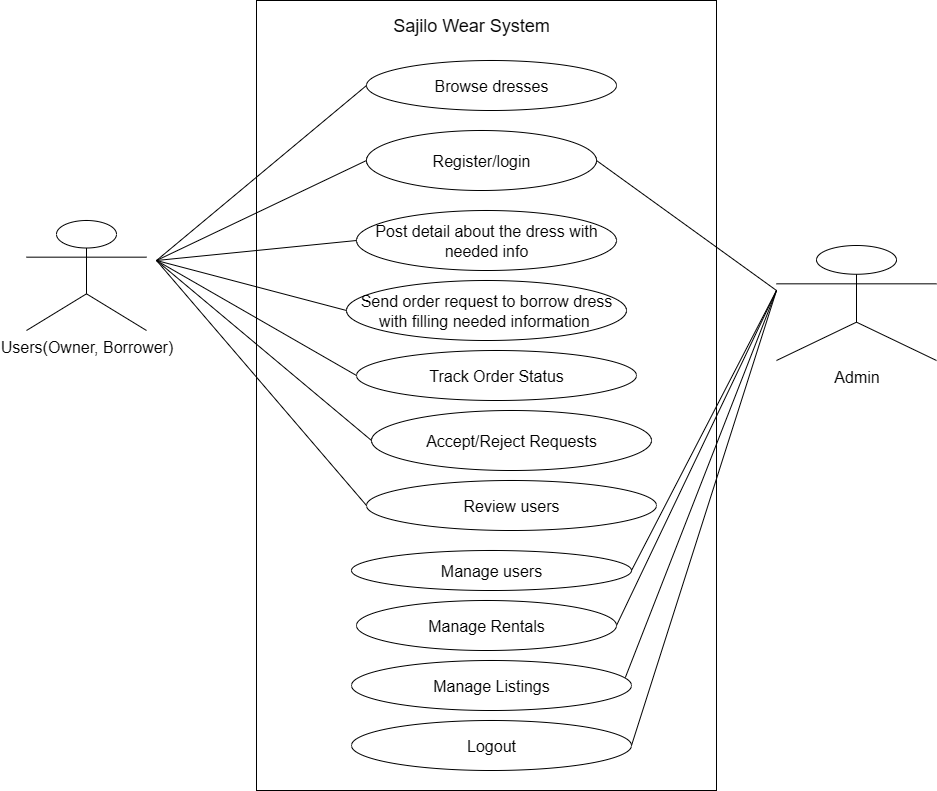 Sajilo Wear System
Browse dresses
Register/login
Post detail about the dress with
needed info
Send order request to borrow dress
with filling needed information
Users(Owner, Borrower)
Track Order Status
Admin
Accept/Reject Requests
Review users
Manage users
Manage Rentals
Manage Listings
Logout